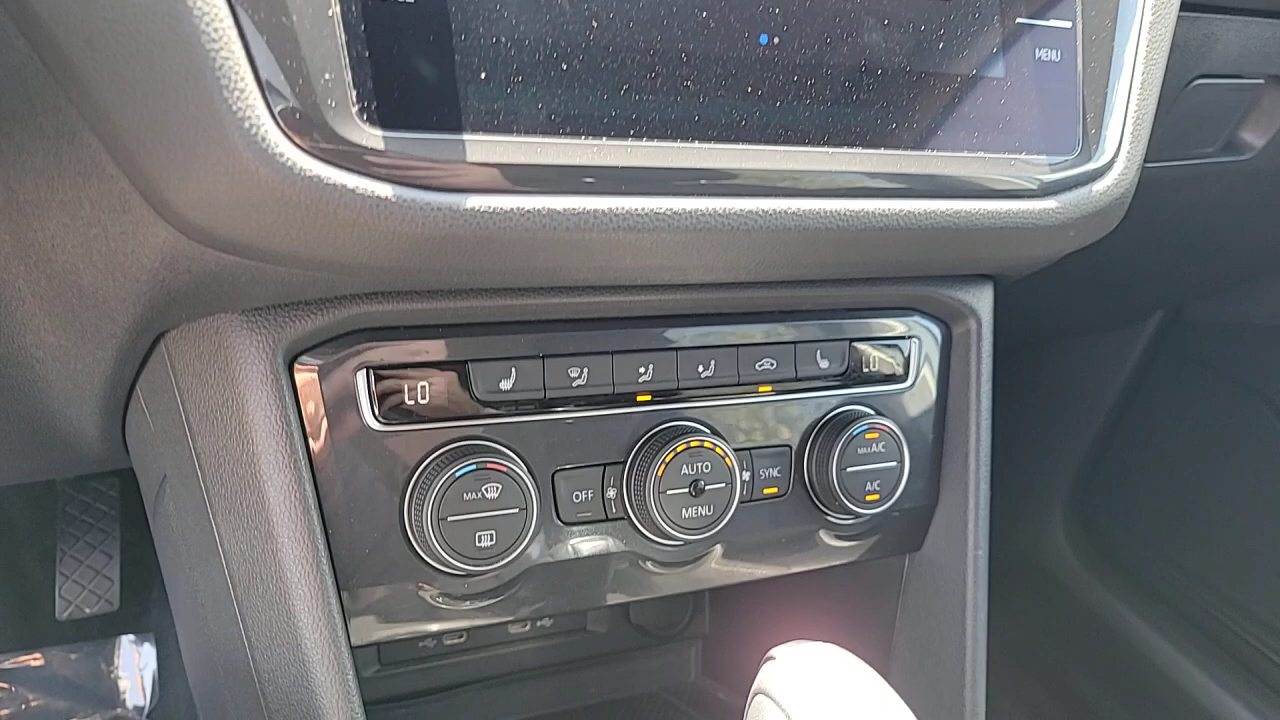 MENU
LO
LO
MAX
OFF
AUTO
MENU
SYNC
MAX A/C
A/C